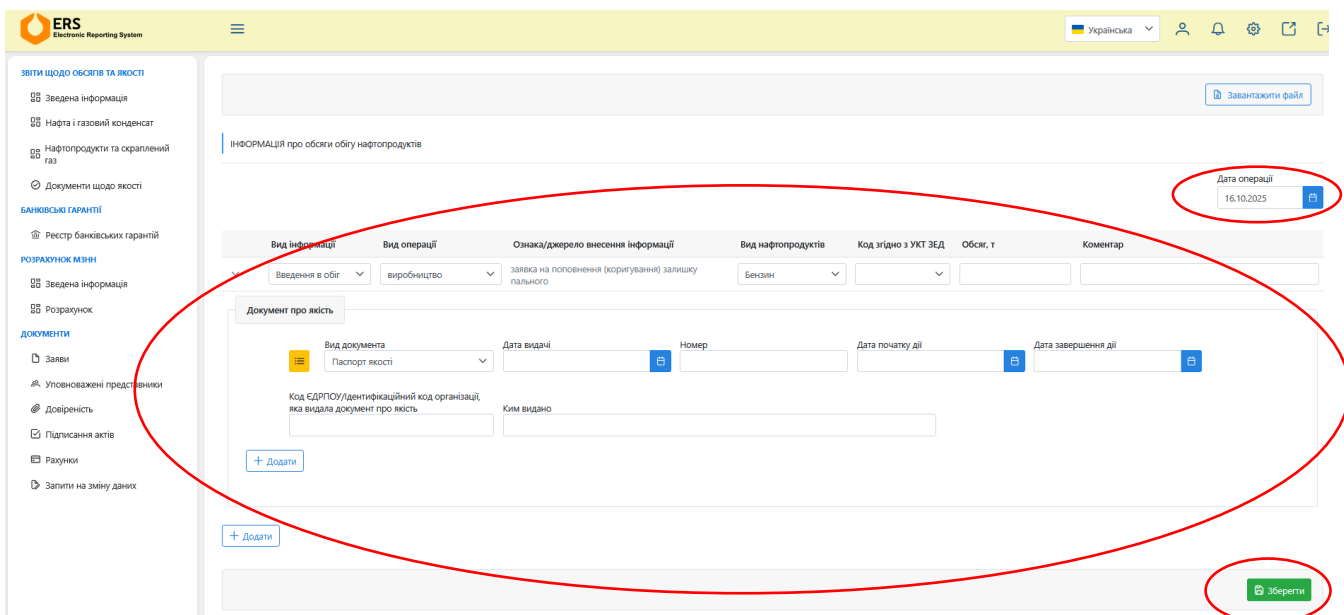 ERS
Electronic Reporting System
Українська
ЗВІТИ ЩОДО ОБСЯГІВ ТА ЯКОСТІ
Зведена інформація
Нафта і газовий конденсат
Нафтопродукти та скраплений
газ
Документи щодо якості
БАНКІВСЬКІ ГАРАНТІЇ
Реєстр банківських гарантій
РОЗРАХУНОК МЗНН
Зведена інформація
Розрахунок
ДОКУМЕНТИ
Заяви
Уповноважені представники
Довіреність
Підписання актів
Рахунки
Запити на зміну даних
Завантажити файл
ІНФОРМАЦІЯ про обсяги обігу нафтопродуктів
Дата операції
16.10.2025
Вид інформації Вид операції Ознака/джерело внесення інформації Вид нафтопродуктів Код згідно з УКТ ЗЕД Обсяг, т Коментар
Введення в обіг виробництво заявка на поповнення (коригування) залишку Бензин
пального
Документ про якість
Вид документа Дата видачі Номер Дата початку дії Дата завершення дії
Паспорт якості
Код ЄДРПОУ/Ідентифікаційний код організації,
яка видала документ про якість Ким видано
+ Додати
+ Додати
Зберегти